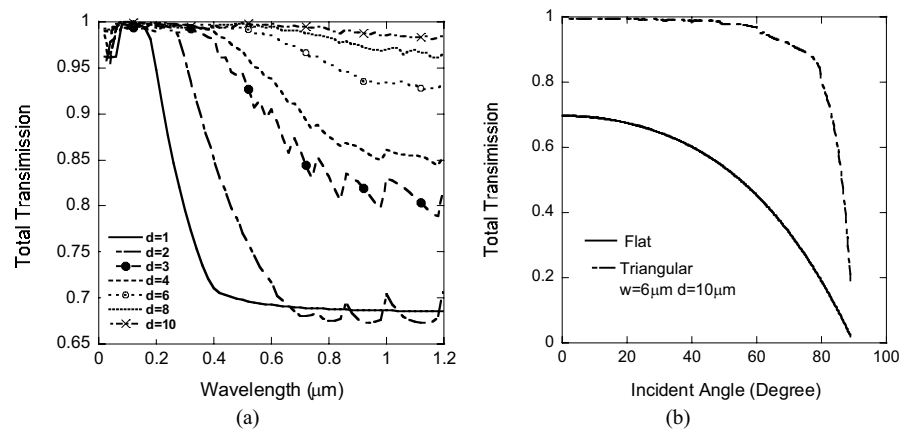 Total Transimission
1
0.95
0.9
0.85
0.8
0.75
0.7
0.65
d=1
d=2
d=3
d=4
d=6
d=8
d=10
0 0.2 0.4 0.6 0.8 1 1.2
Wavelength (μm)
(a)
Total Transimission
1
0.8
0.6
0.4
0.2
0
Flat
Triangular
w=6μm d=10μm
0 20 40 60 80 100
Incident Angle (Degree)
(b)